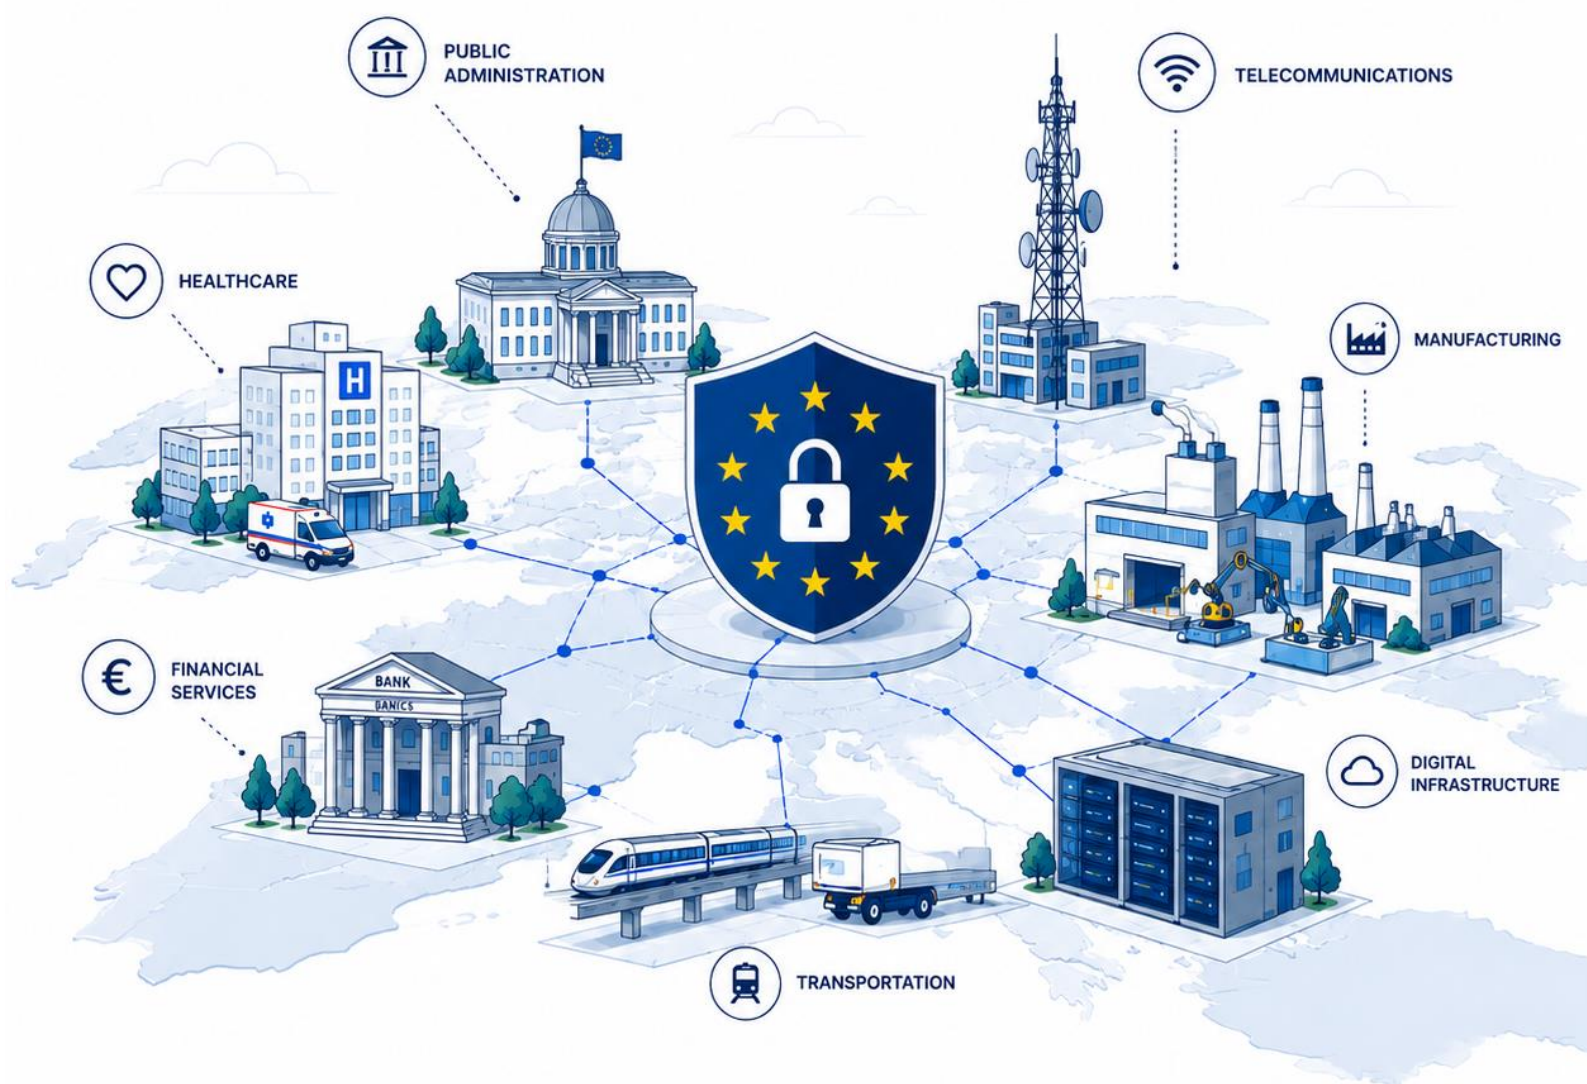 PUBLIC
ADMINISTRATION
TELECOMMUNICATIONS
HEALTHCARE
H
MANUFACTURING
€
FINANCIAL
SERVICES
BANK
BANICS
DIGITAL
INFRASTRUCTURE
TRANSPORTATION